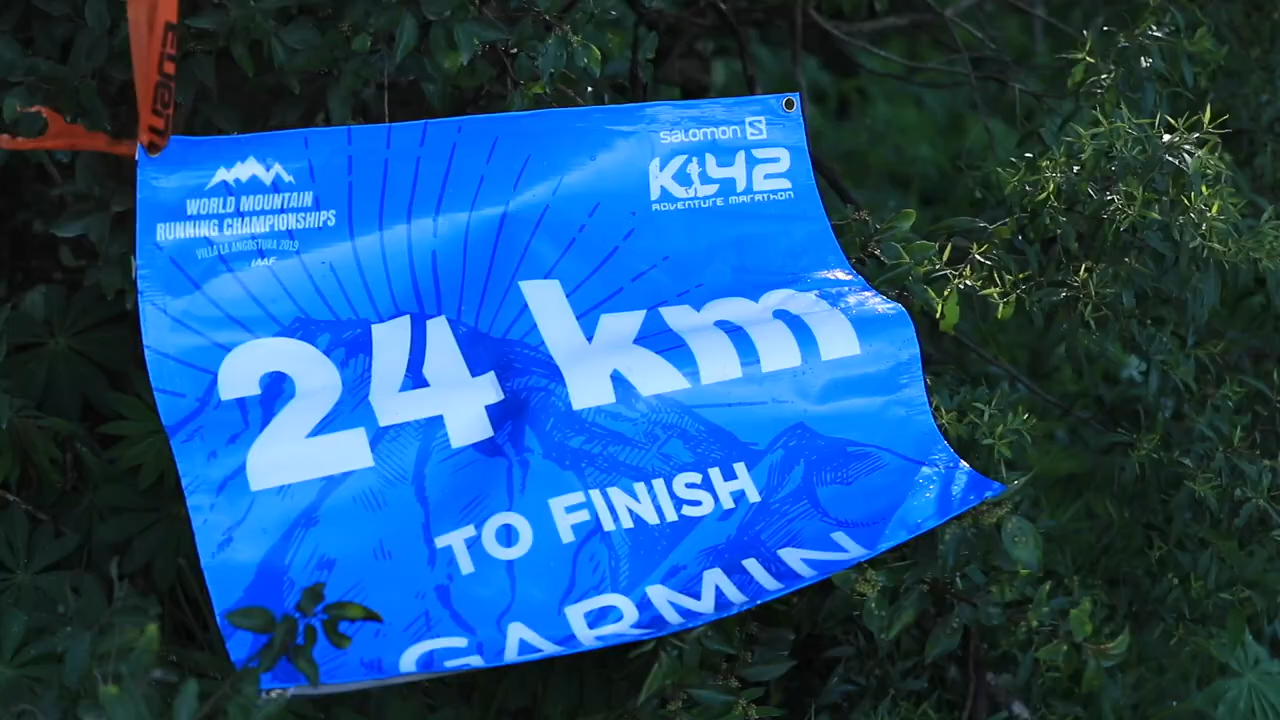 WORLD MOUNTAIN
RUNNING CHAMPIONSHIPS
VILLA LA ANGOSTURA 2019
IAAF
salomon S
K42
ADVENTURE MARATHON
24 km
TO FINISH
GARMIN